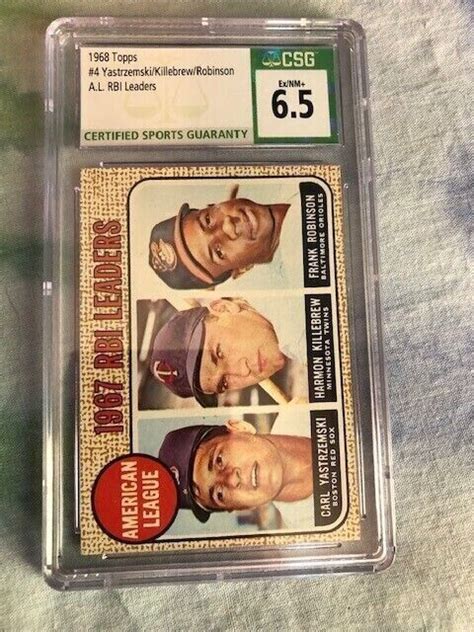 1968 Topps
#4 Yastrzemski/Killebrew/Robinson
A.L. RBI Leaders
CERTIFIED SPORTS GUARANTY
CSG
Ex/NM+
6.5
1967 RBI LEADERS
AMERICAN
LEAGUE
CARL YASTRZEMSKI
BOSTON RED SOX
HARMON KILLEBREW
MINNESOTA TWINS
FRANK ROBINSON
BALTIMORE ORIOLES
T